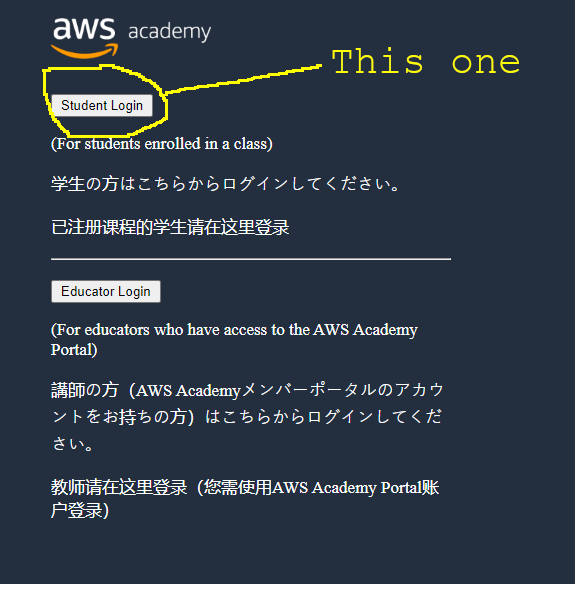 aws academy
This one
Student Login
(For students enrolled in a class)
学生の方はこちらからログインしてください。
已注册课程的学生请在这里登录
Educator Login
(For educators who have access to the AWS Academy
Portal)
講師の方（AWS Academyメンバーポータルのアカウ
ントをお持ちの方）はこちらからログインしてくだ
さい。
教师请在这里登录（您需使用AWS Academy Portal账
户登录）